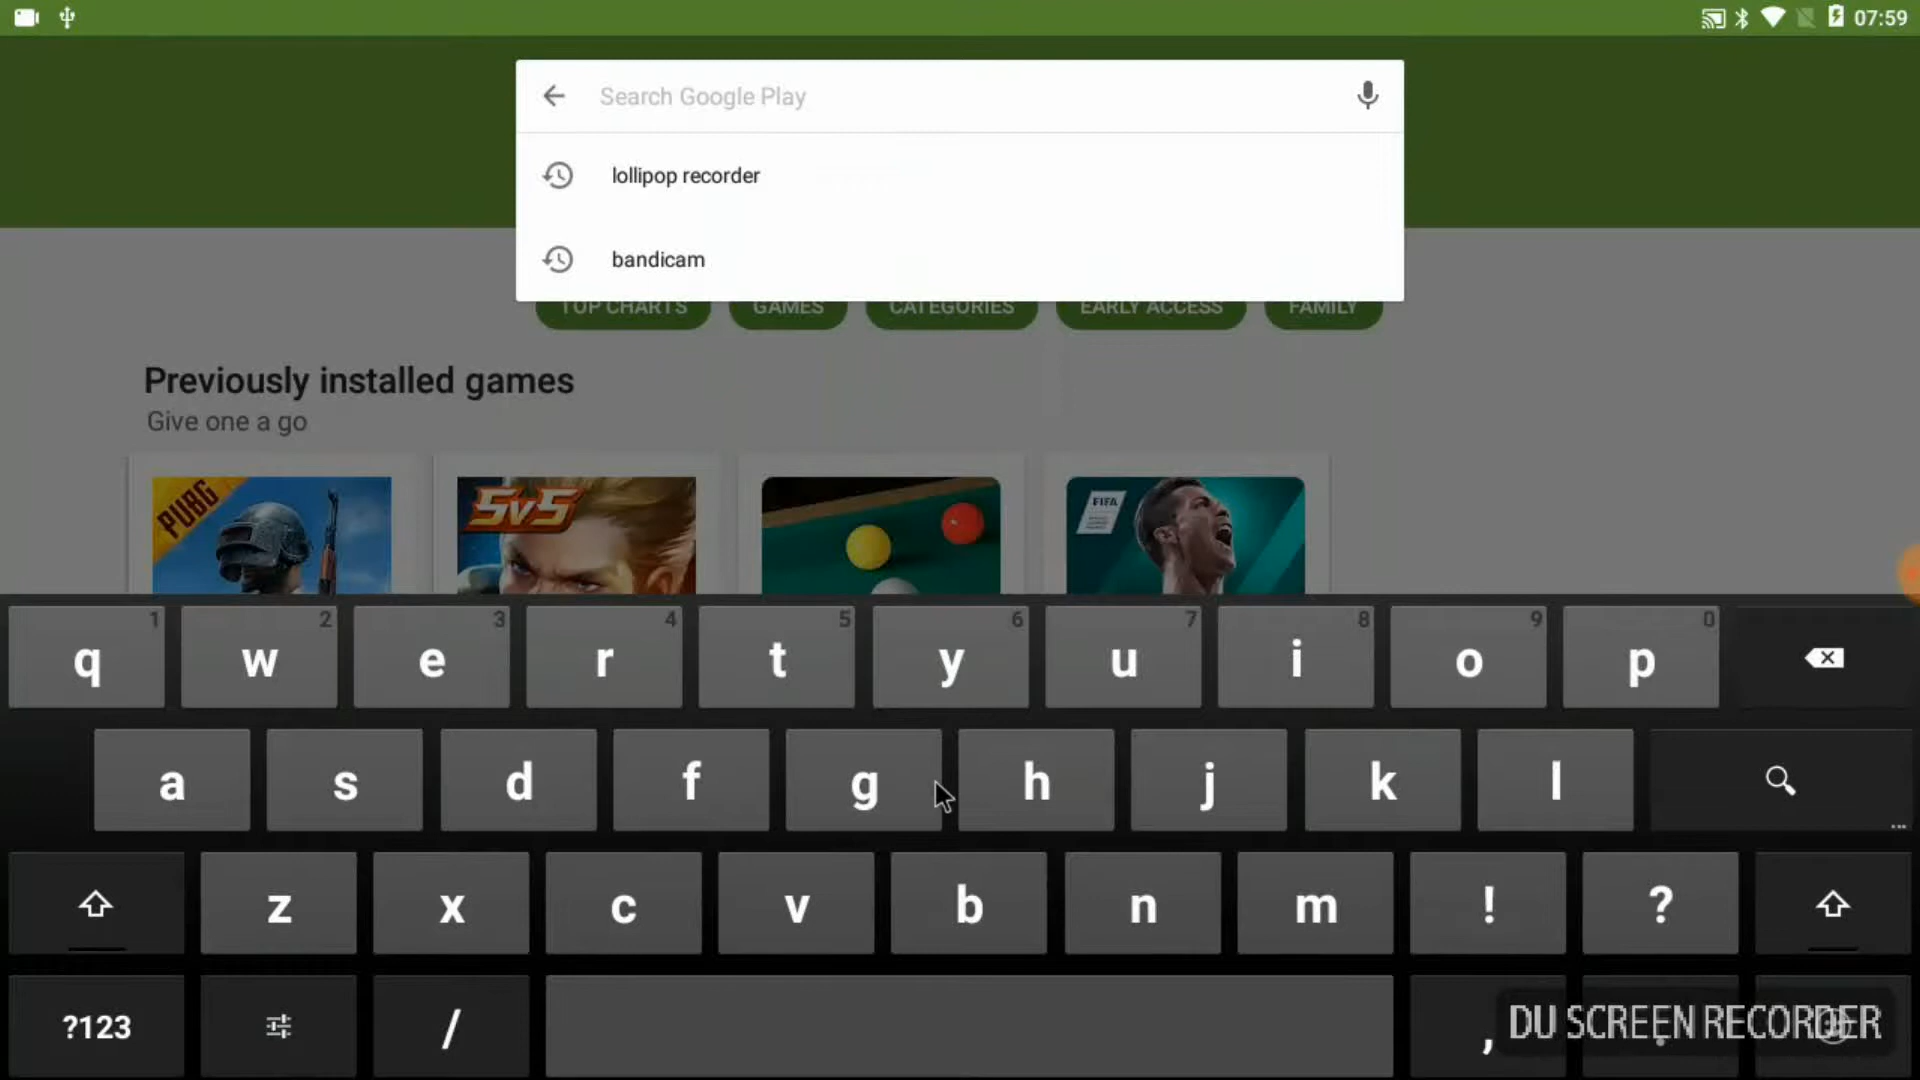 07:59
Search Google Play
lollipop recorder
bandicam
TOP CHARTS GAMES CATEGORIES EARLY ACCESS FAMILY
Previously installed games
Give one a go
PUBG 5v5 FIFA
1 2 3 4 5 6 7 8 9 0
q w e r t y u i o p
a s d f g h j k l
...
z x c v b n m ! ?
?123 / , .
DU SCREEN RECORDER